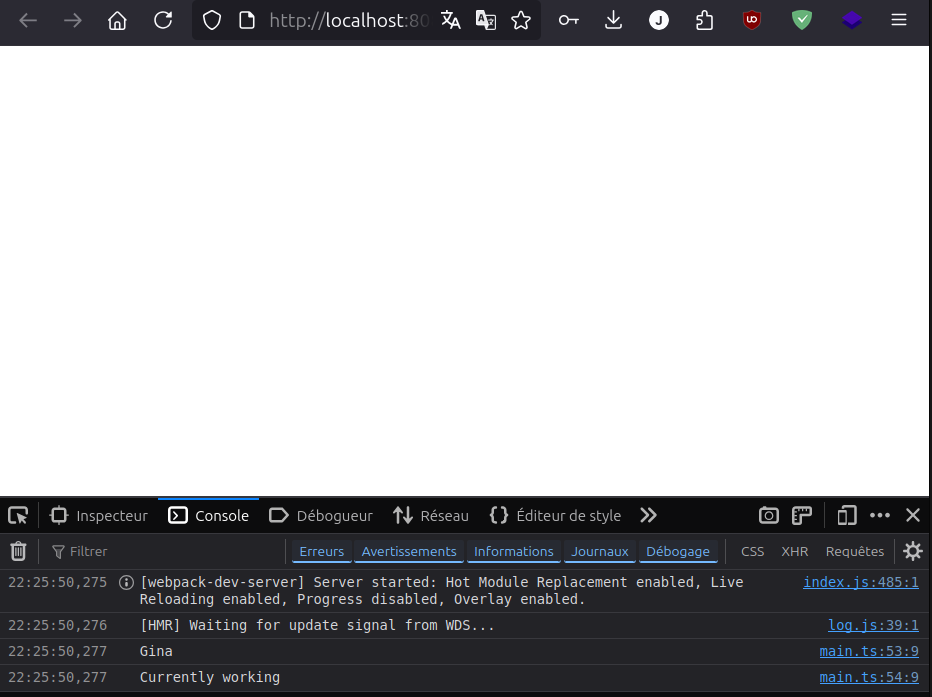 http://localhost:80
J
Inspecteur
Console
Débogueur
Réseau
Éditeur de style
Filtrer
Erreurs
Avertissements
Informations
Journaux
Débogage
CSS
XHR
Requêtes
22:25:50,275 [webpack-dev-server] Server started: Hot Module Replacement enabled, Live index.js:485:1
Reloading enabled, Progress disabled, Overlay enabled.
22:25:50,276 [HMR] Waiting for update signal from WDS... log.js:39:1
22:25:50,277 Gina main.ts:53:9
22:25:50,277 Currently working main.ts:54:9